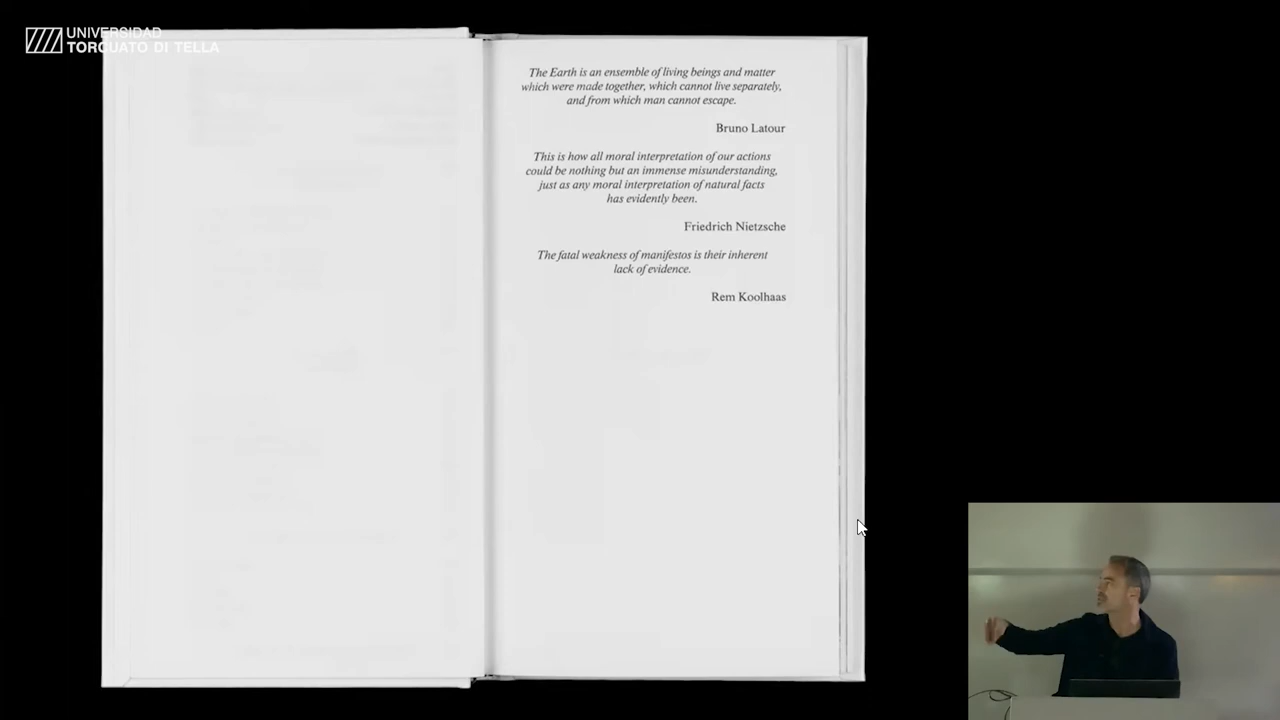 UNIVERSIDAD
TORCUATO DI TELLA
The Earth is an ensemble of living beings and matter
which were made together, which cannot live separately,
and from which man cannot escape.
Bruno Latour
This is how all moral interpretation of our actions
could be nothing but an immense misunderstanding,
just as any moral interpretation of natural facts
has evidently been.
Friedrich Nietzsche
The fatal weakness of manifestos is their inherent
lack of evidence.
Rem Koolhaas